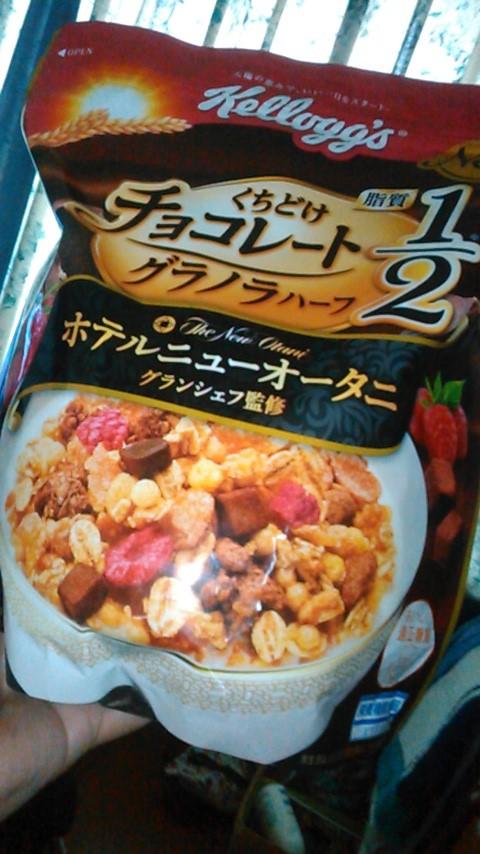 ◀OPEN
Kellogg's
くちどけ
チョコレート
グラノラハーフ
脂質
1/2
The New Otani
ホテルニューオータニ
グランシェフ監修